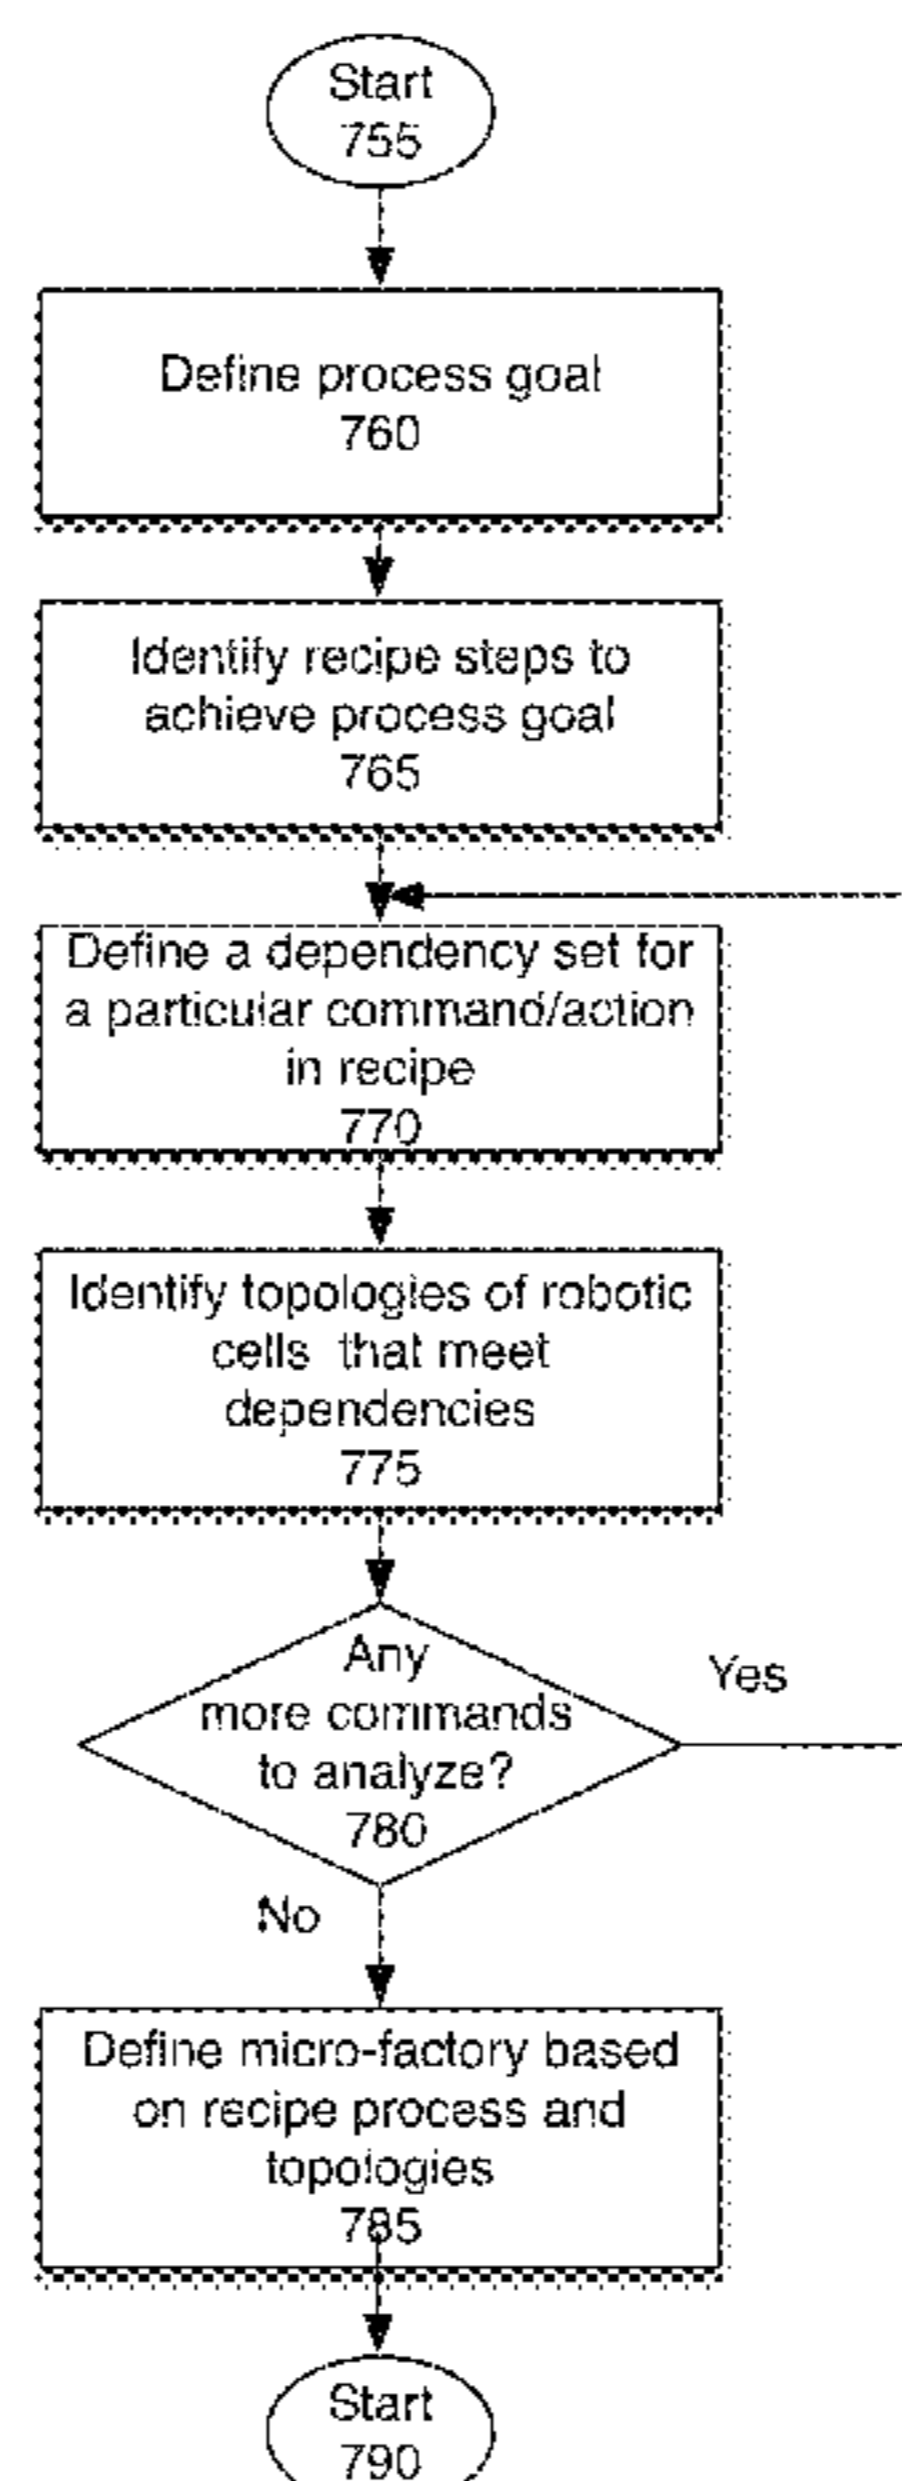 Start
755
Define process goal
760
Identify recipe steps to
achieve process goal
765
Define a dependency set for
a particular command/action
in recipe
770
Identify topologies of robotic
cells that meet
dependencies
775
Any
more commands
to analyze?
780
Yes
No
Define micro-factory based
on recipe process and
topologies
785
Start
790